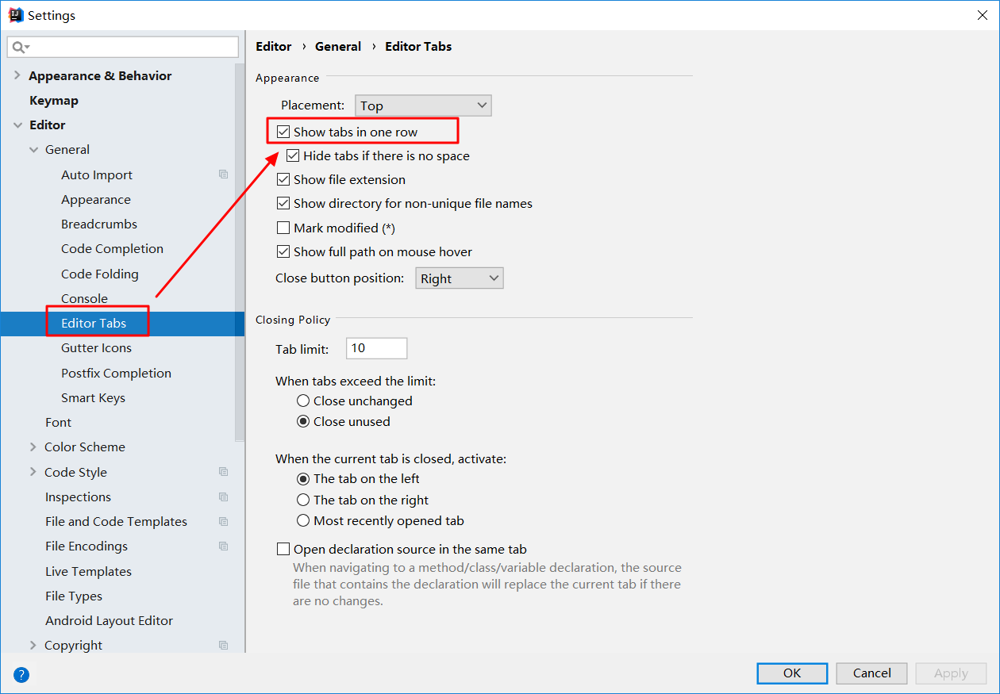 Settings
Editor › General › Editor Tabs
Appearance & Behavior
Keymap
Editor
General
Auto Import
Appearance
Breadcrumbs
Code Completion
Code Folding
Console
Editor Tabs
Gutter Icons
Postfix Completion
Smart Keys
Font
Color Scheme
Code Style
Inspections
File and Code Templates
File Encodings
Live Templates
File Types
Android Layout Editor
Copyright
Appearance
Placement: Top
Show tabs in one row
Hide tabs if there is no space
Show file extension
Show directory for non-unique file names
Mark modified (*)
Show full path on mouse hover
Close button position: Right
Closing Policy
Tab limit: 10
When tabs exceed the limit:
Close unchanged
Close unused
When the current tab is closed, activate:
The tab on the left
The tab on the right
Most recently opened tab
Open declaration source in the same tab
When navigating to a method/class/variable declaration, the source
file that contains the declaration will replace the current tab if there
are no changes.
?
OK Cancel Apply